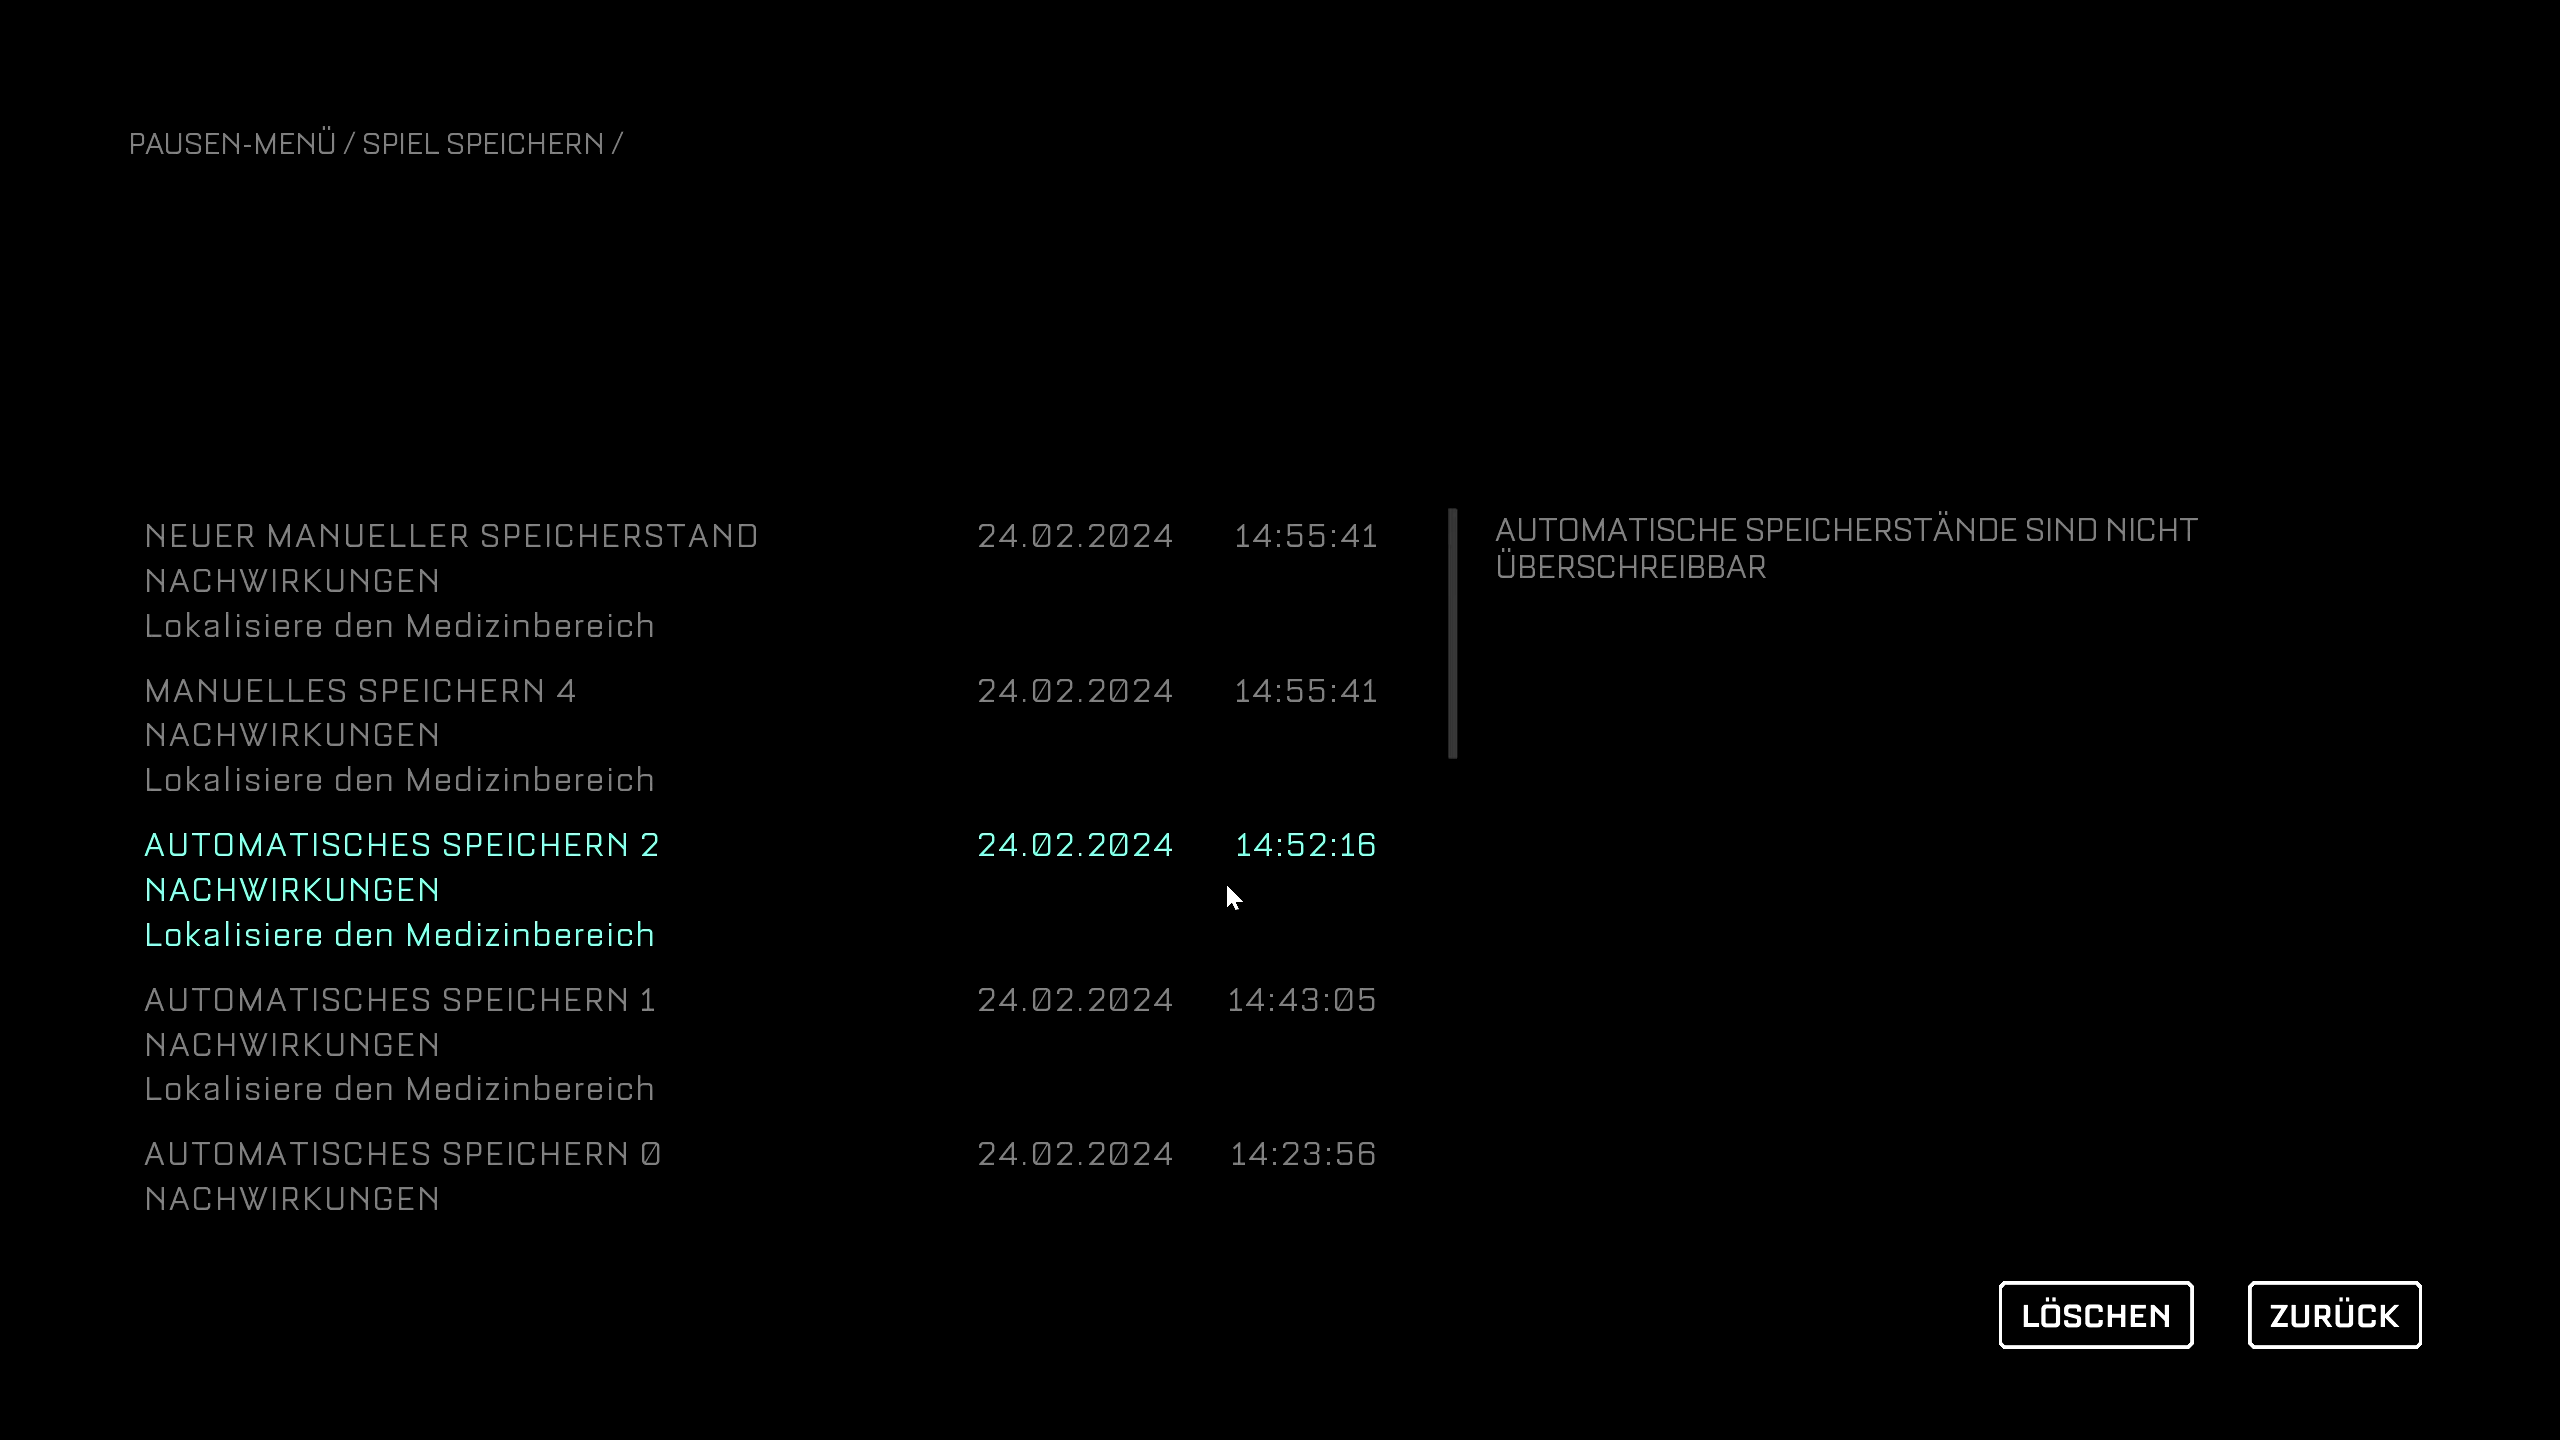 PAUSEN-MENÜ / SPIEL SPEICHERN /
NEUER MANUELLER SPEICHERSTAND 24.02.2024 14:55:41
NACHWIRKUNGEN
Lokalisiere den Medizinbereich
MANUELLES SPEICHERN 4 24.02.2024 14:55:41
NACHWIRKUNGEN
Lokalisiere den Medizinbereich
AUTOMATISCHES SPEICHERN 2 24.02.2024 14:52:16
NACHWIRKUNGEN
Lokalisiere den Medizinbereich
AUTOMATISCHES SPEICHERN 1 24.02.2024 14:43:05
NACHWIRKUNGEN
Lokalisiere den Medizinbereich
AUTOMATISCHES SPEICHERN 0 24.02.2024 14:23:56
NACHWIRKUNGEN
AUTOMATISCHE SPEICHERSTÄNDE SIND NICHT
ÜBERSCHREIBBAR
LÖSCHEN ZURÜCK